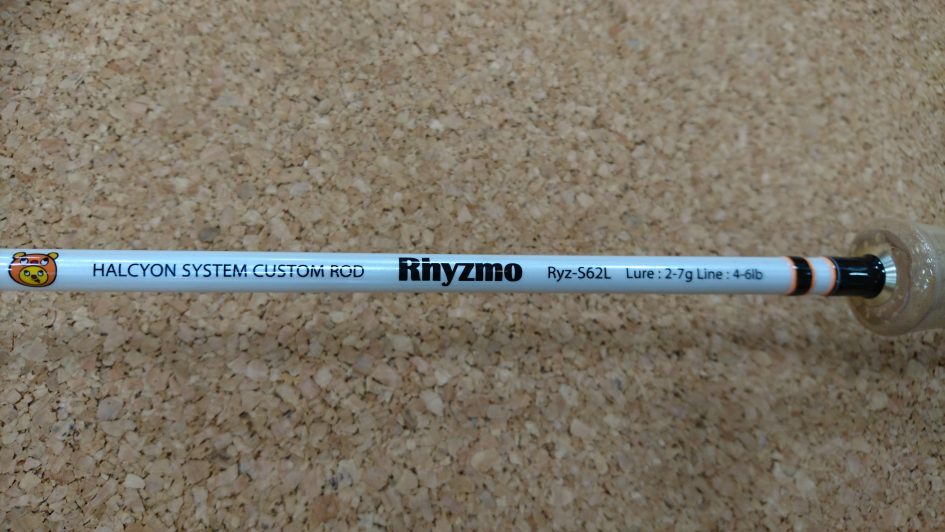 HALCYON SYSTEM CUSTOM ROD Rhyzmo Ryz-S62L Lure : 2-7g Line : 4-6lb